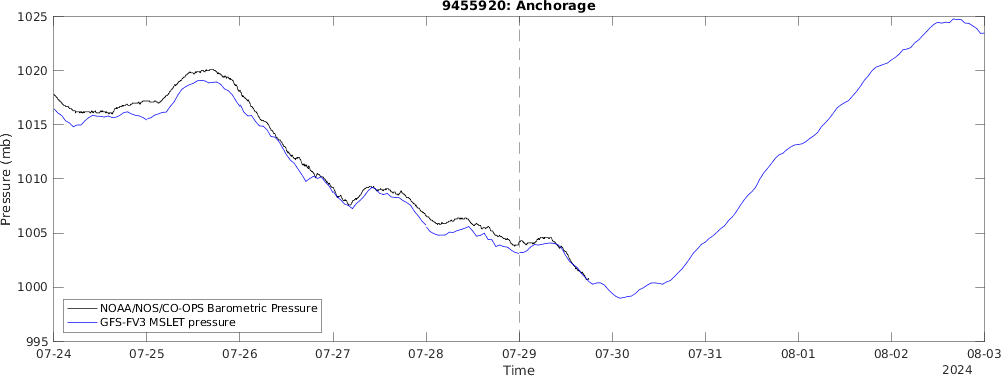 9455920: Anchorage
1025
1020
1015
1010
1005
1000
995
Pressure (mb)
NOAA/NOS/CO-OPS Barometric Pressure
GFS-FV3 MSLET pressure
07-24 07-25 07-26 07-27 07-28 07-29 07-30 07-31 08-01 08-02 08-03
Time
2024